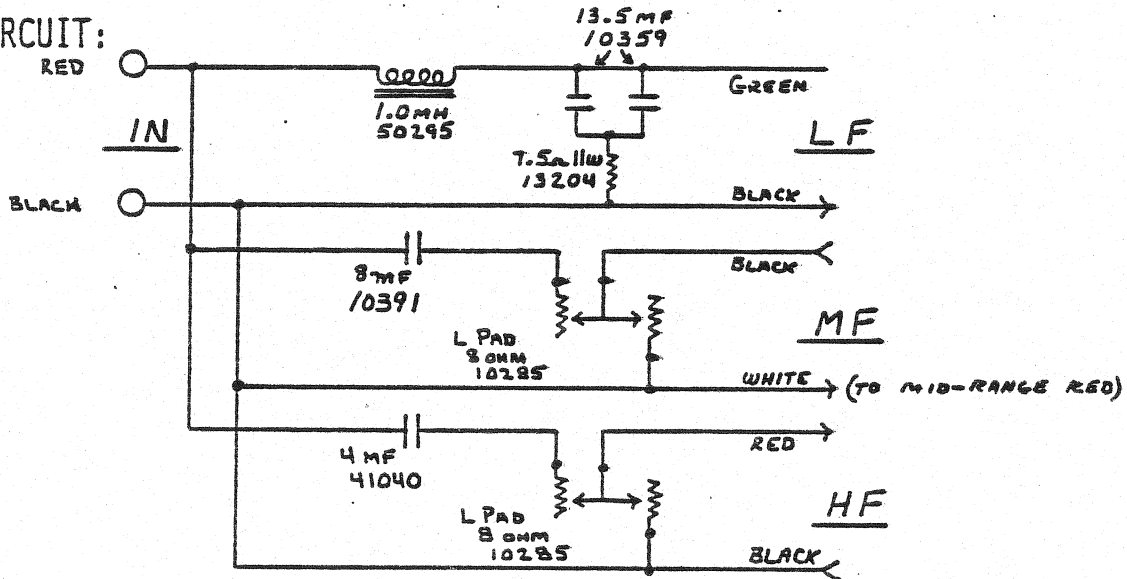 RCUIT:
RED
IN
BLACK
13.5 MF
10359
1.0 MH
50295
7.5Ω 11W
13204
GREEN
LF
BLACK
8 MF
10391
L PAD
8 OHM
10285
BLACK
MF
WHITE
(TO MID-RANGE RED)
4 MF
41040
L PAD
8 OHM
10285
RED
HF
BLACK